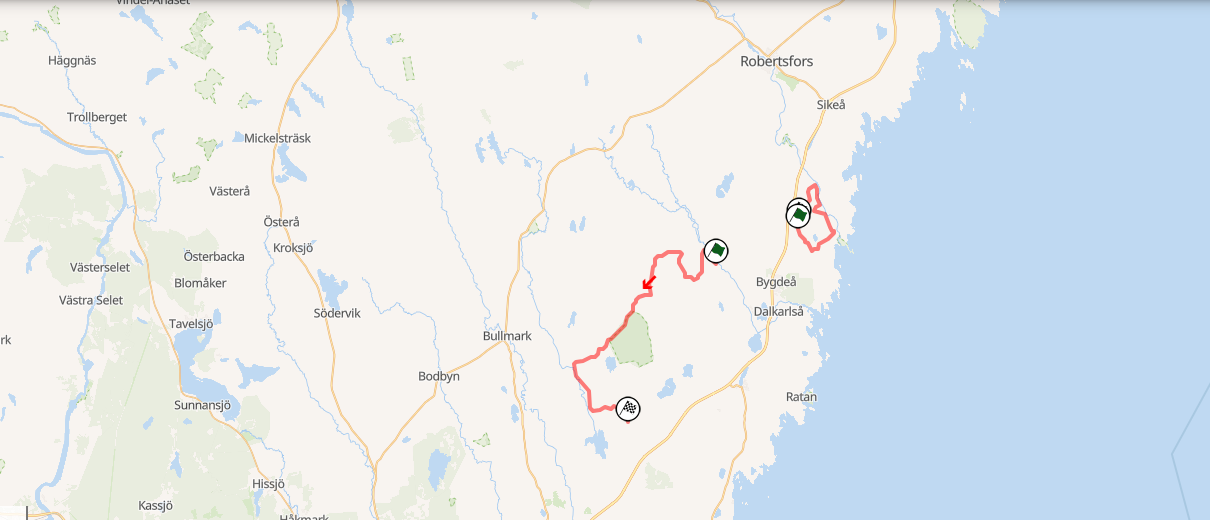 Robertsfors
Häggnäs
Sikeå
Trollberget
Mickelsträsk
Västerå
Österå
Kroksjö
Österbacka
Västerselet
Blomåker
Bygdeå
Västra Selet
Dalkarlså
Södervik
Tavelsjö
Bullmark
Bodbyn
Ratan
Sunnansjö
Hissjö
Kassjö